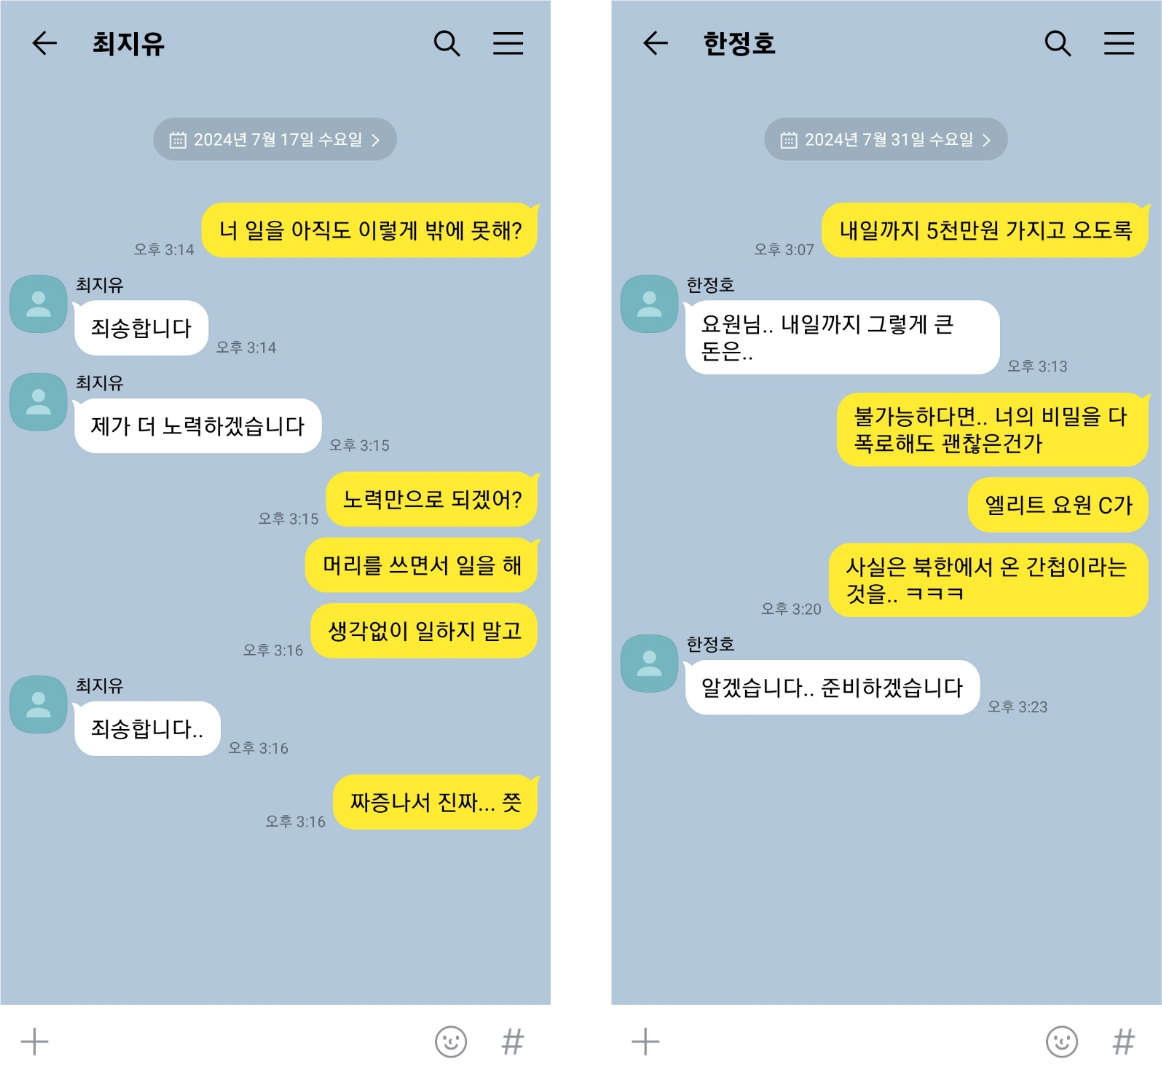 최지유
2024년 7월 17일 수요일
너 일을 아직도 이렇게 밖에 못해?
오후 3:14
최지유
죄송합니다
오후 3:14
최지유
제가 더 노력하겠습니다
오후 3:15
노력만으로 되겠어?
오후 3:15
머리를 쓰면서 일을 해
생각없이 일하지 말고
오후 3:16
최지유
죄송합니다..
오후 3:16
짜증나서 진짜... 쯧
오후 3:16
#
한정호
2024년 7월 31일 수요일
내일까지 5천만원 가지고 오도록
오후 3:07
한정호
요원님.. 내일까지 그렇게 큰
돈은..
오후 3:13
불가능하다면.. 너의 비밀을 다
폭로해도 괜찮은건가
엘리트 요원 C가
사실은 북한에서 온 간첩이라는
것을.. ㅋㅋㅋ
오후 3:20
한정호
알겠습니다.. 준비하겠습니다
오후 3:23
#